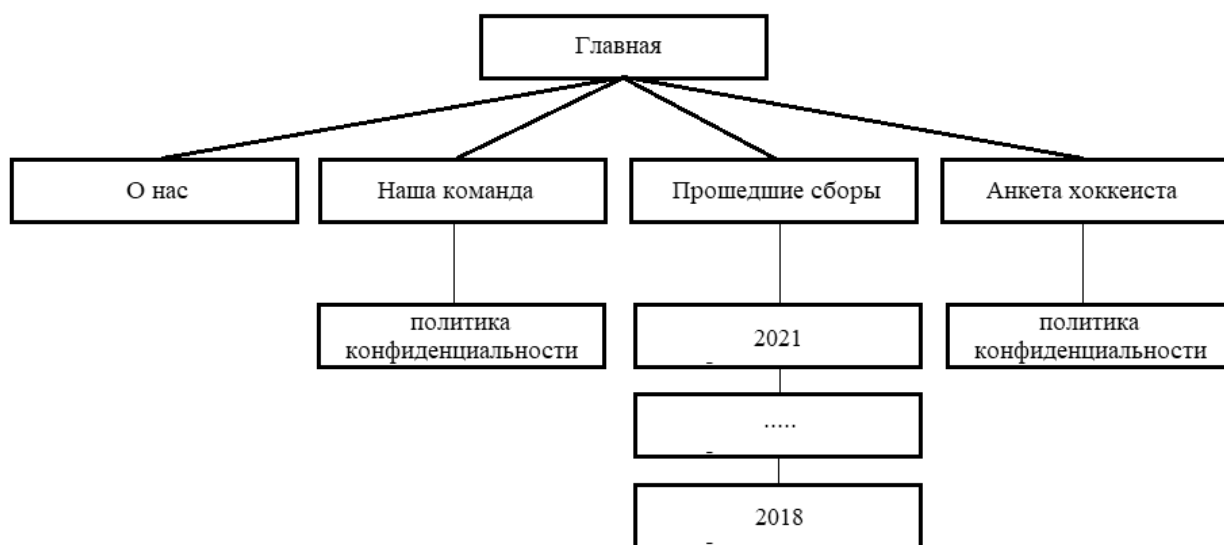 Главная
О нас
Наша команда
Прошедшие сборы
Анкета хоккеиста
политика
конфиденциальности
2021
политика
конфиденциальности
.....
2018